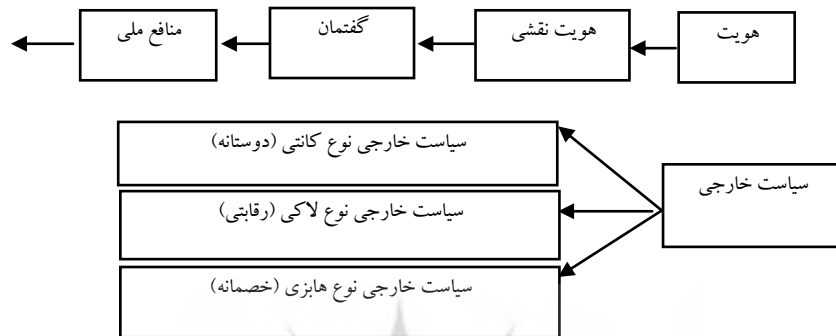 هویت
هویت نقشی
گفتمان
منافع ملی
سیاست خارجی
سیاست خارجی نوع کانتی (دوستانه)
سیاست خارجی نوع لاکی (رقابتی)
سیاست خارجی نوع هابزی (خصمانه)